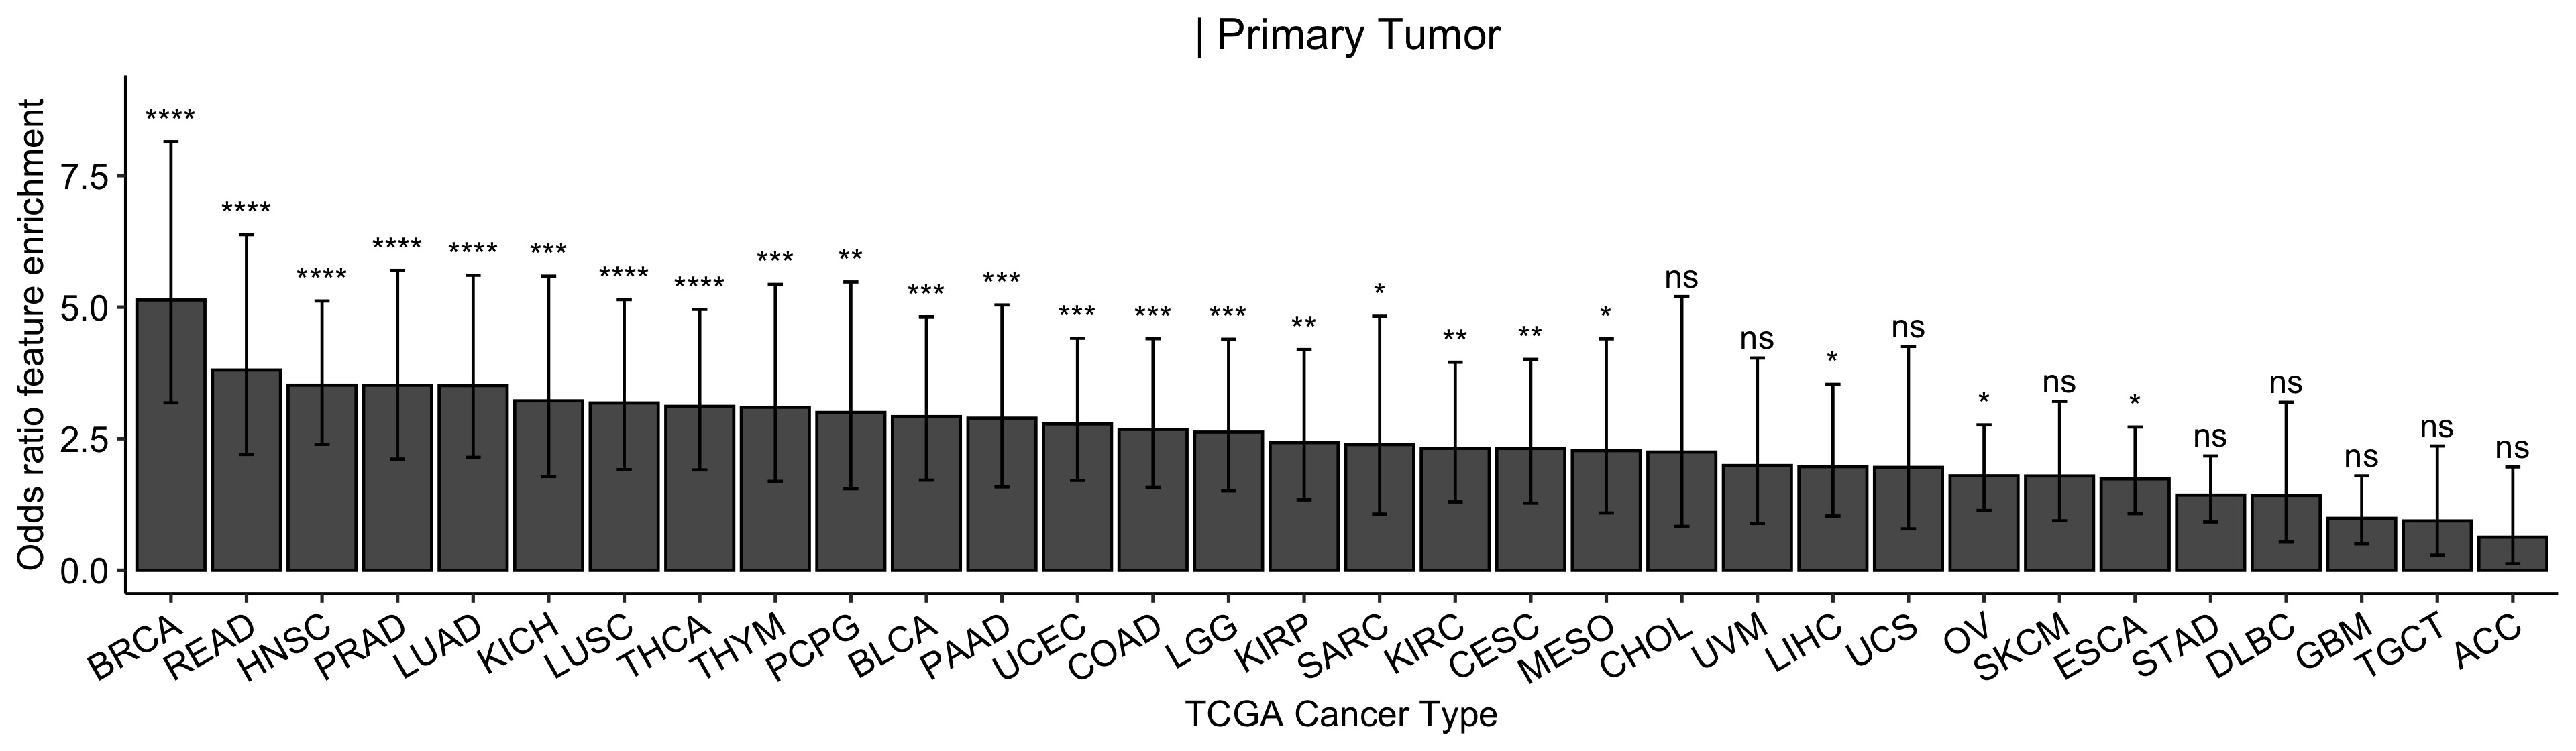 | Primary Tumor
Odds ratio feature enrichment
7.5
5.0
2.5
0.0
**** **** **** **** **** *** **** **** *** ** *** *** *** *** *** ** * ** ** * ns ns * ns * ns * ns ns ns ns ns
BRCA READ HNSC PRAD LUAD KICH LUSC THCA THYM PCPG BLCA PAAD UCEC COAD LGG KIRP SARC KIRC CESC MESO CHOL UVM LIHC UCS OV SKCM ESCA STAD DLBC GBM TGCT ACC
TCGA Cancer Type